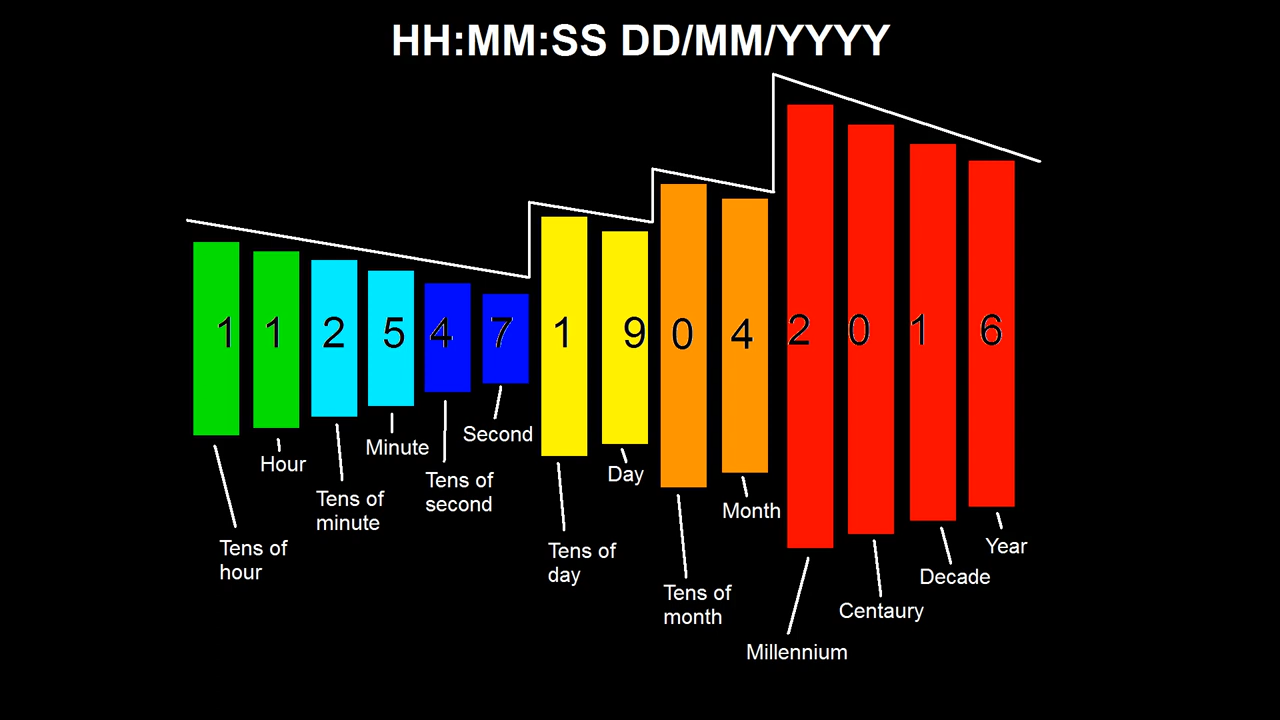 HH:MM:SS DD/MM/YYYY
1 1 2 5 4 7 1 9 0 4 2 0 1 6
Tens of
hour
Hour
Tens of
minute
Minute
Tens of
second
Second
Tens of
day
Day
Tens of
month
Month
Millennium
Centaury
Decade
Year